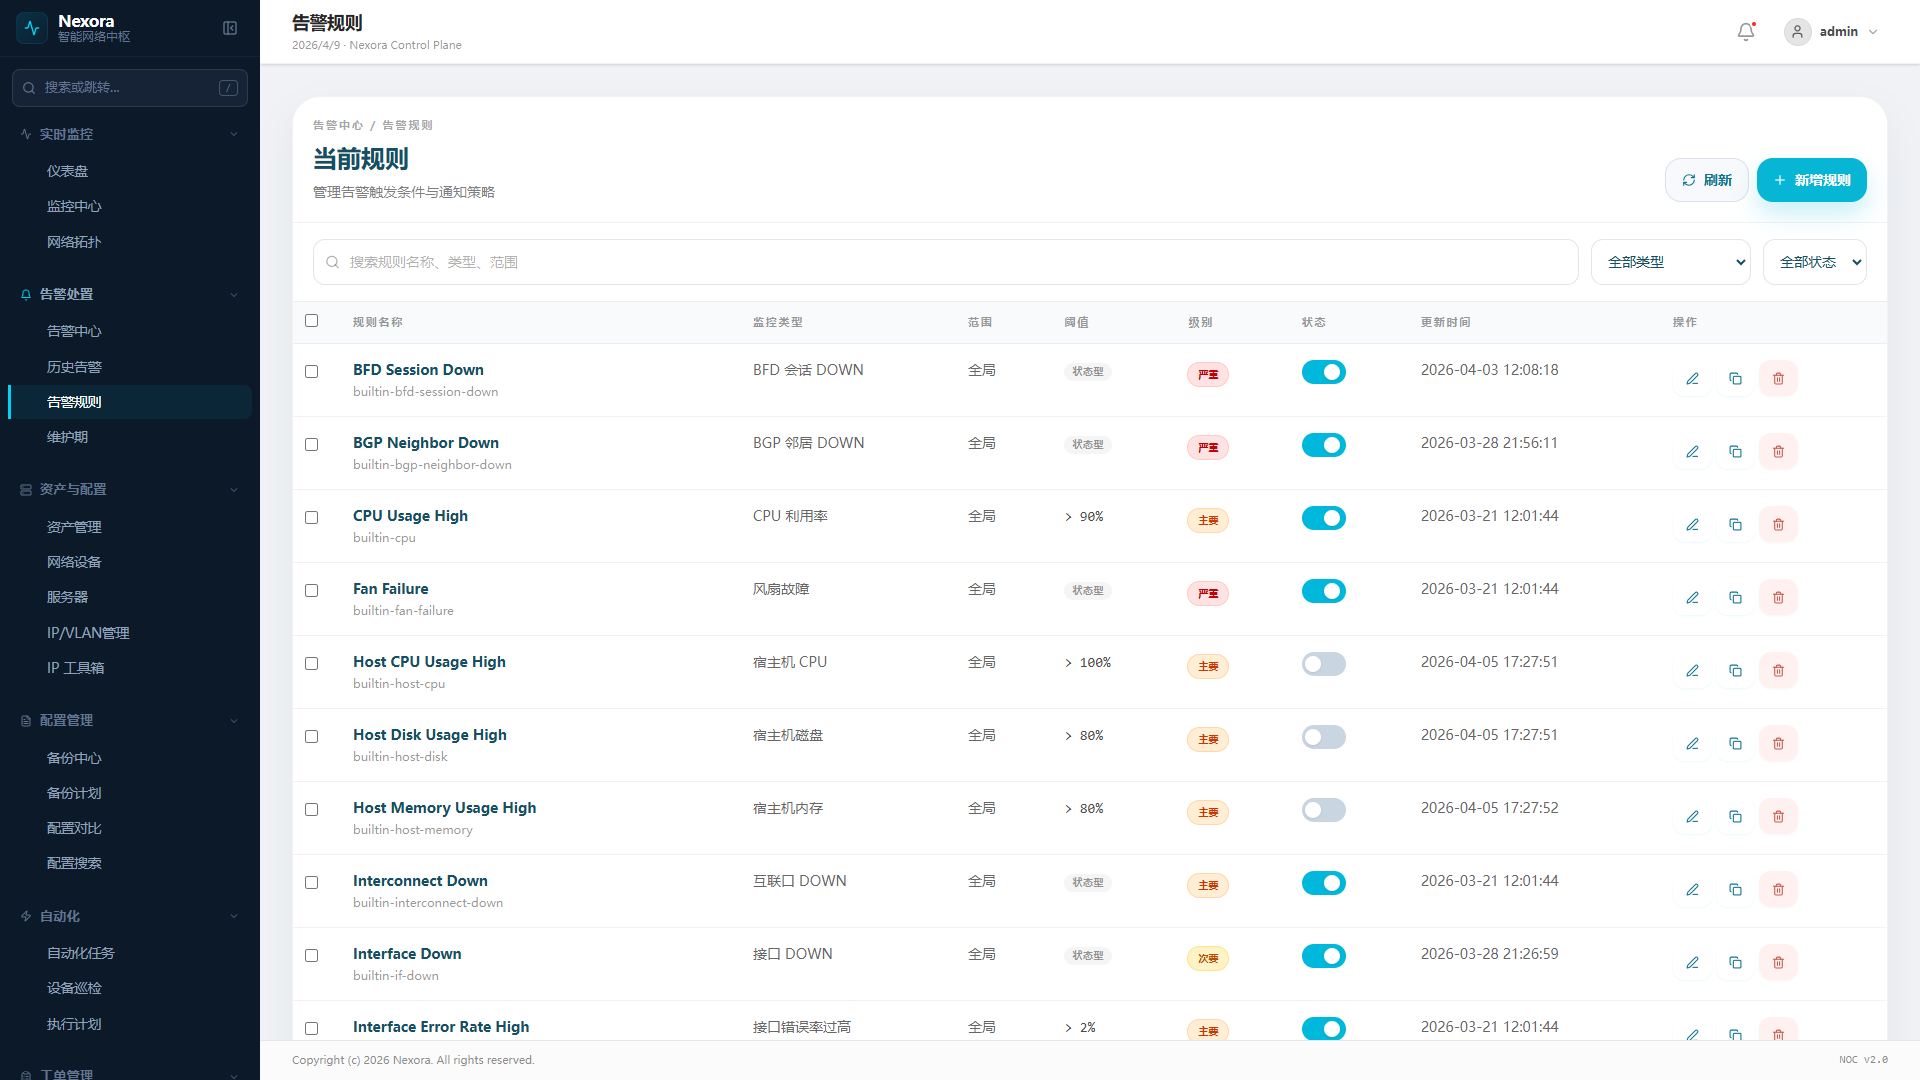 Nexora
智能网络中枢
搜索或跳转...
/
实时监控
仪表盘
监控中心
网络拓扑
告警处置
告警中心
历史告警
告警规则
维护期
资产与配置
资产管理
网络设备
服务器
IP/VLAN管理
IP 工具箱
配置管理
备份中心
备份计划
配置对比
配置搜索
自动化
自动化任务
设备巡检
执行计划
工单管理
告警规则
2026/4/9 · Nexora Control Plane
admin
告警中心 / 告警规则
当前规则
管理告警触发条件与通知策略
刷新
新增规则
搜索规则名称、类型、范围
全部类型
全部状态
规则名称 监控类型 范围 阈值 级别 状态 更新时间 操作
BFD Session Down BFD 会话 DOWN 全局 状态型 严重 2026-04-03 12:08:18
builtin-bfd-session-down
BGP Neighbor Down BGP 邻居 DOWN 全局 状态型 严重 2026-03-28 21:56:11
builtin-bgp-neighbor-down
CPU Usage High CPU 利用率 全局 > 90% 主要 2026-03-21 12:01:44
builtin-cpu
Fan Failure 风扇故障 全局 状态型 严重 2026-03-21 12:01:44
builtin-fan-failure
Host CPU Usage High 宿主机 CPU 全局 > 100% 主要 2026-04-05 17:27:51
builtin-host-cpu
Host Disk Usage High 宿主机磁盘 全局 > 80% 主要 2026-04-05 17:27:51
builtin-host-disk
Host Memory Usage High 宿主机内存 全局 > 80% 主要 2026-04-05 17:27:52
builtin-host-memory
Interconnect Down 互联口 DOWN 全局 状态型 主要 2026-03-21 12:01:44
builtin-interconnect-down
Interface Down 接口 DOWN 全局 状态型 次要 2026-03-28 21:26:59
builtin-if-down
Interface Error Rate High 接口错误率过高 全局 > 2% 主要 2026-03-21 12:01:44
Copyright (c) 2026 Nexora. All rights reserved.
NOC v2.0